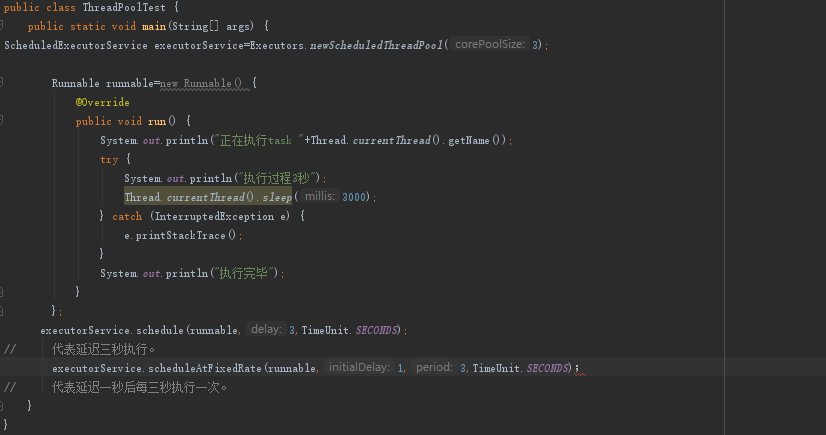 public class ThreadPoolTest {
public static void main(String[] args) {
ScheduledExecutorService executorService=Executors.newScheduledThreadPool( corePoolSize: 3);
Runnable runnable=new Runnable() {
@Override
public void run() {
System.out.println("正在执行task "+Thread.currentThread().getName());
try {
System.out.println("执行过程3秒");
Thread.currentThread().sleep( millis: 3000);
} catch (InterruptedException e) {
e.printStackTrace();
}
System.out.println("执行完毕");
}
};
executorService.schedule(runnable, delay: 3,TimeUnit.SECONDS);
// 代表延迟三秒执行。
executorService.scheduleAtFixedRate(runnable, initialDelay: 1, period: 3,TimeUnit.SECONDS);
// 代表延迟一秒后每三秒执行一次。
}
}